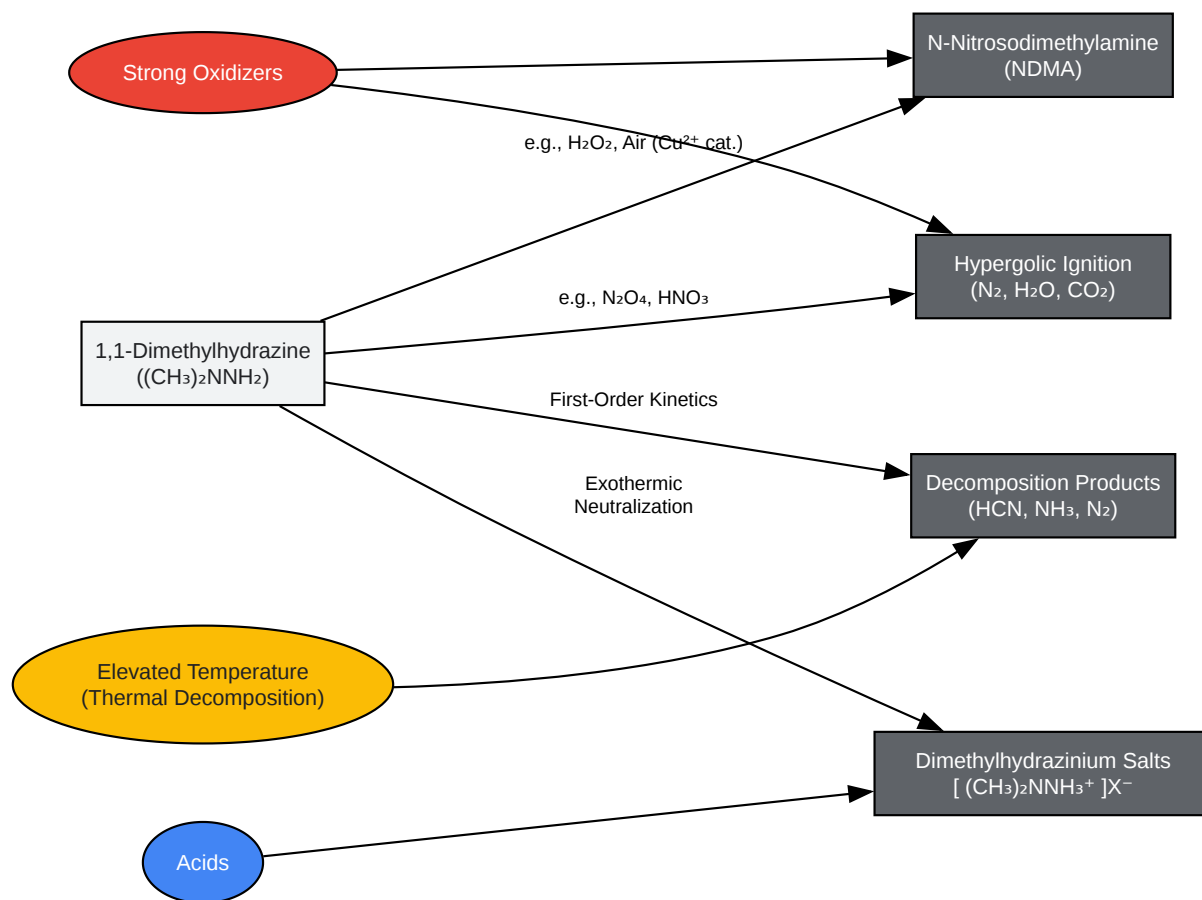 Strong Oxidizers
N-Nitrosodimethylamine
(NDMA)
e.g., H₂O₂, Air (Cu²⁺ cat.)
Hypergolic Ignition
(N₂, H₂O, CO₂)
e.g., N₂O₄, HNO₃
1,1-Dimethylhydrazine
((CH₃)₂NNH₂)
First-Order Kinetics
Exothermic
Neutralization
Decomposition Products
(HCN, NH₃, N₂)
Elevated Temperature
(Thermal Decomposition)
Dimethylhydrazinium Salts
[ (CH₃)₂NNH₃⁺ ]X⁻
Acids